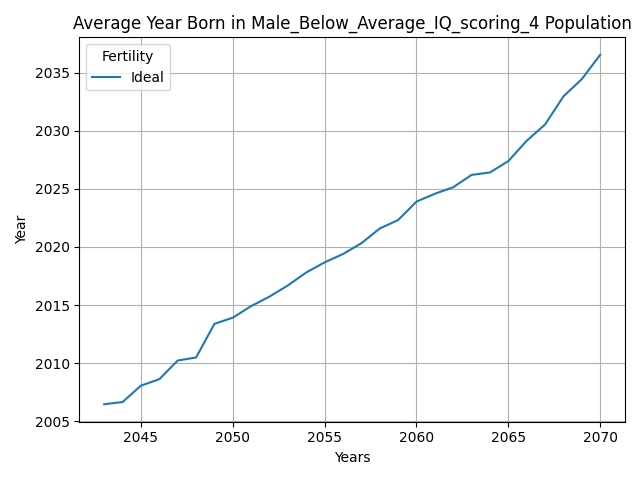 Average Year Born in Male_Below_Average_IQ_scoring_4 Population
Fertility
Ideal
2035
2030
2025
2020
2015
2010
2005
Year
2045
2050
2055
2060
2065
2070
Years